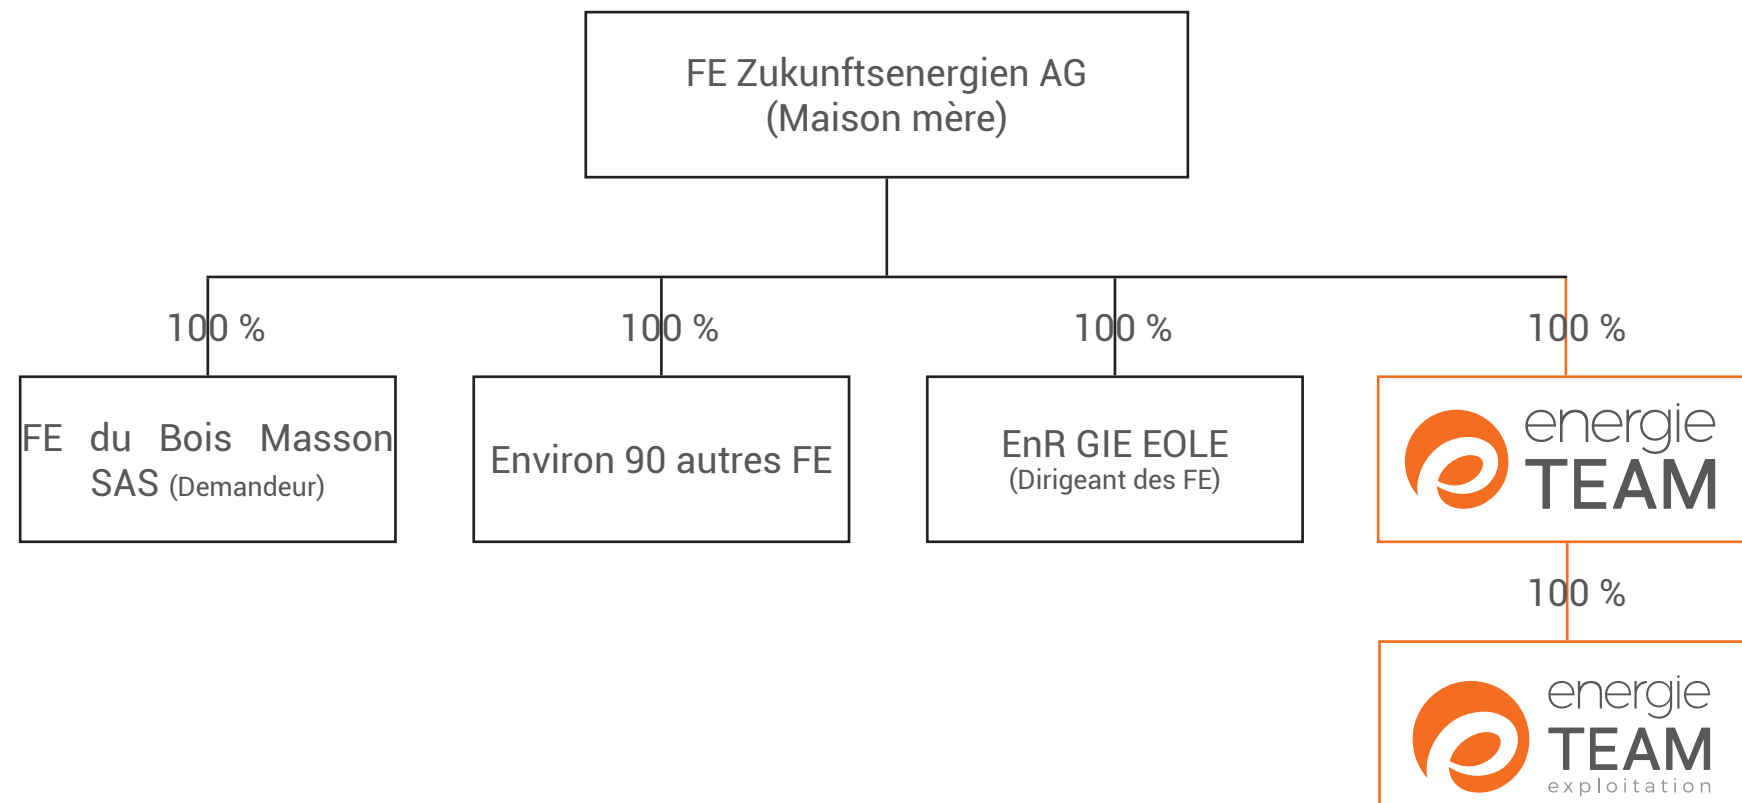 FE Zukunftsenergien AG
(Maison mère)
100 %
100 %
100 %
100 %
FE du Bois Masson
SAS (Demandeur)
Environ 90 autres FE
EnR GIE EOLE
(Dirigeant des FE)
energie
TEAM
100 %
energie
TEAM
exploitation